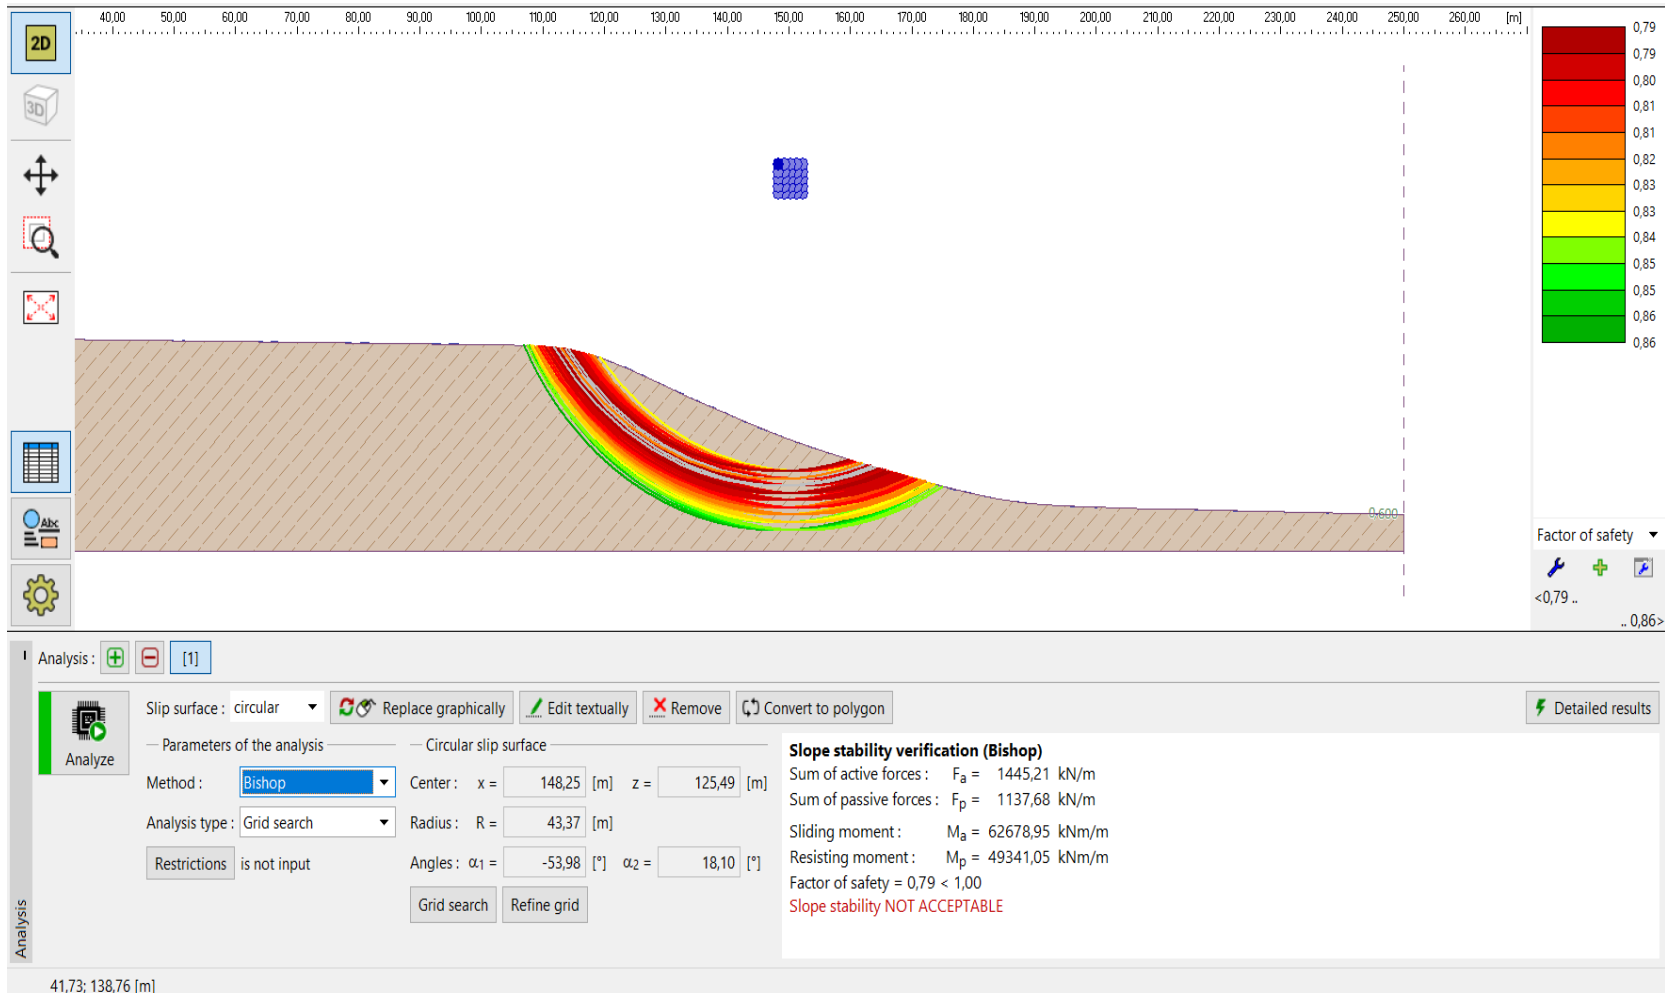 40,00 50,00 60,00 70,00 80,00 90,00 100,00 110,00 120,00 130,00 140,00 150,00 160,00 170,00 180,00 190,00 200,00 210,00 220,00 230,00 240,00 250,00 260,00 [m]
2D
3D
Abc
0,600
0,79
0,79
0,80
0,81
0,81
0,82
0,83
0,83
0,84
0,85
0,85
0,86
0,86
Factor of safety
<0,79 ..
.. 0,86>
Analysis : [1]
Analyze
Slip surface : circular Replace graphically Edit textually Remove Convert to polygon Detailed results
Parameters of the analysis
Method : Bishop
Analysis type : Grid search
Restrictions is not input
Circular slip surface
Center : x = 148,25 [m] z = 125,49 [m]
Radius : R = 43,37 [m]
Angles : α1 = -53,98 [°] α2 = 18,10 [°]
Grid search Refine grid
Slope stability verification (Bishop)
Sum of active forces : Fa = 1445,21 kN/m
Sum of passive forces : Fp = 1137,68 kN/m
Sliding moment : Ma = 62678,95 kNm/m
Resisting moment : Mp = 49341,05 kNm/m
Factor of safety = 0,79 < 1,00
Slope stability NOT ACCEPTABLE
Analysis
41,73; 138,76 [m]